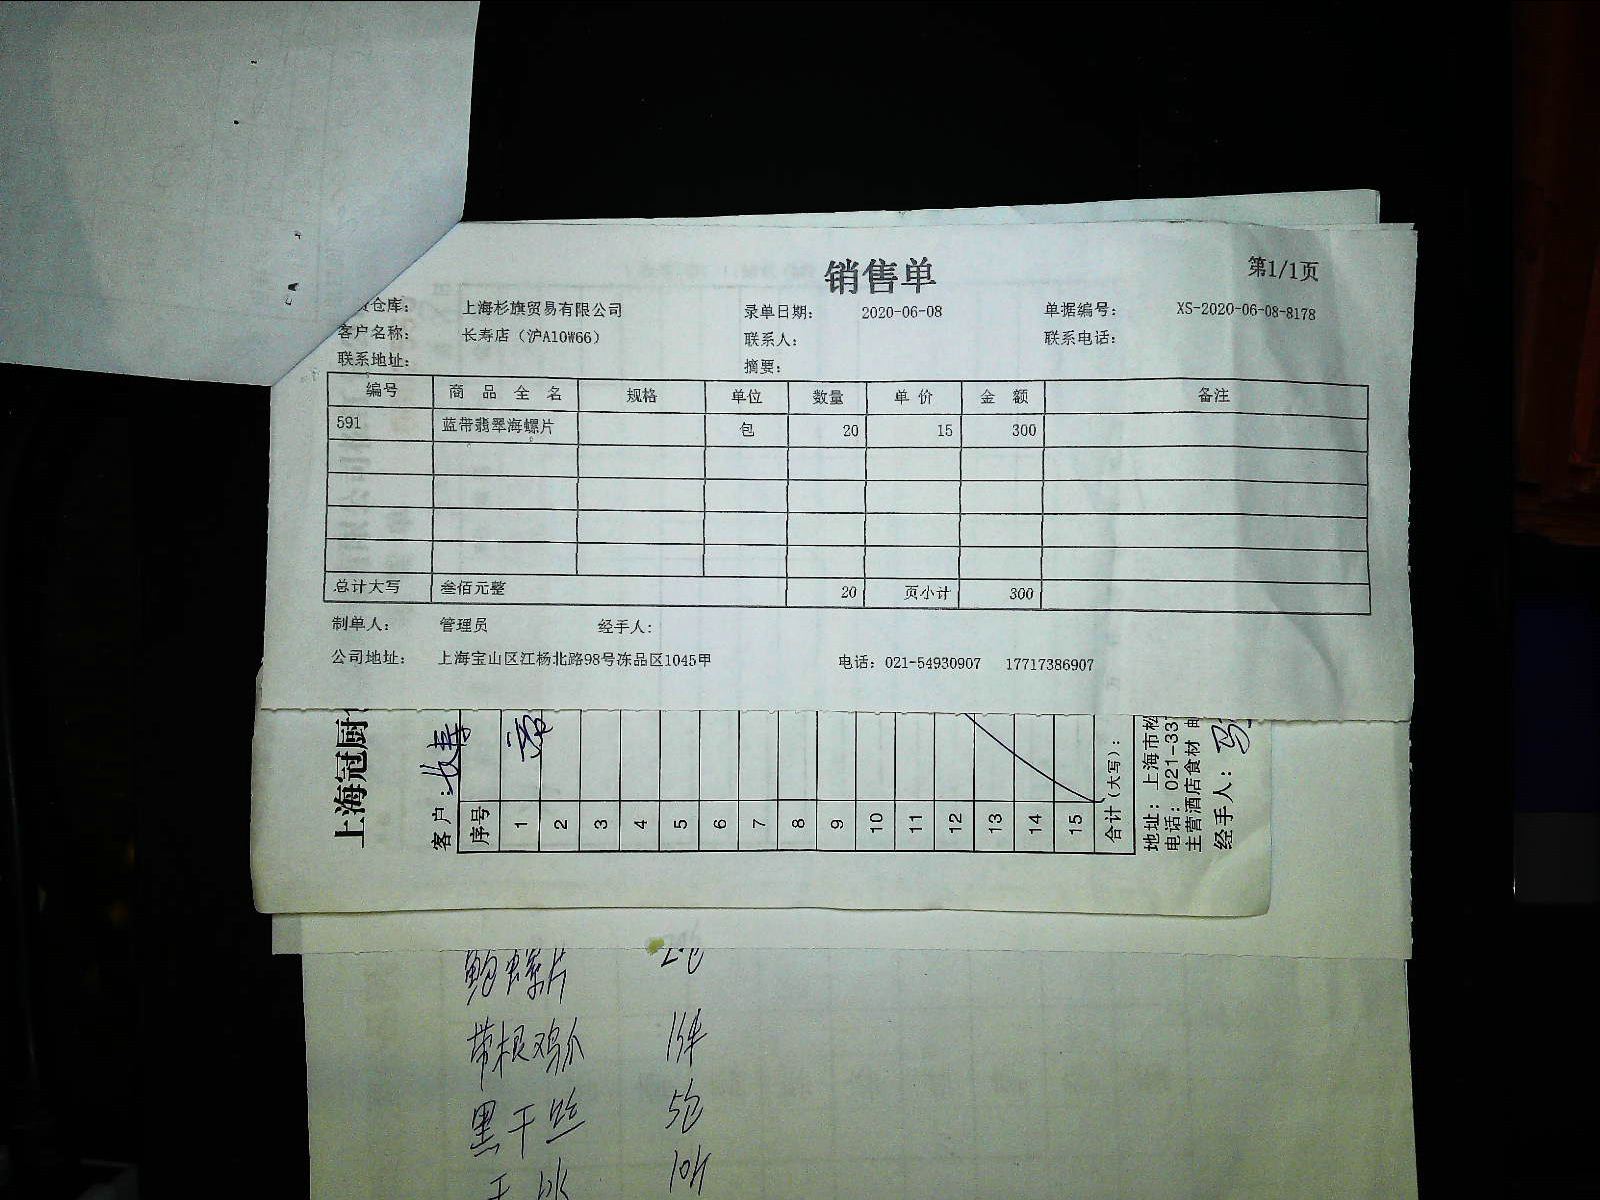 销售单
第1/1页
仓库： 上海杉旗贸易有限公司 录单日期： 2020-06-08 单据编号： XS-2020-06-08-8178
客户名称： 长寿店（沪A10W66） 联系人： 联系电话：
联系地址： 摘要：
编号 商品全名 规格 单位 数量 单价 金额 备注
591 蓝带翡翠海螺片 包 20 15 300
总计大写 叁佰元整 20 页小计 300
制单人： 管理员 经手人：
公司地址： 上海宝山区江杨北路98号冻品区1045甲 电话：021-54930907 17717386907
上海冠厨
客户：长寿
序号 1 2 3 4 5 6 7 8 9 10 11 12 13 14 15
合计（大写）：
地址：上海市松
电话：021-33
主营酒店食材
经手人：
鲍螺片
带根鸡爪 1件
黑干丝 5包